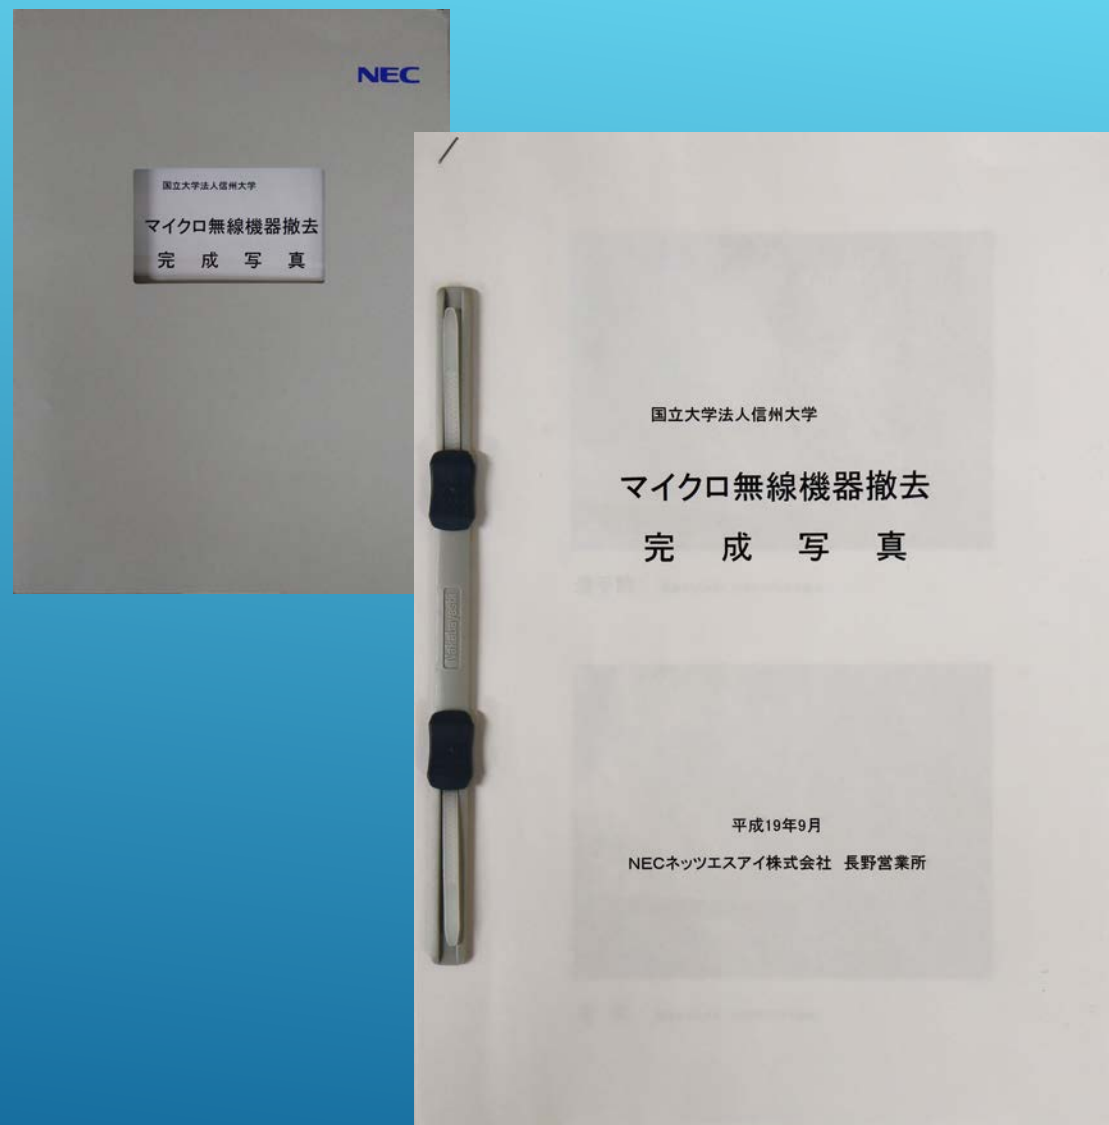 NEC
国立大学法人信州大学
マイクロ無線機器撤去
完成写真
国立大学法人信州大学
マイクロ無線機器撤去
完成写真
Nakabayashi
平成19年9月
NECネッツエスアイ株式会社 長野営業所